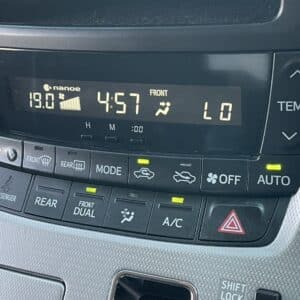 nanoe
19.0 4:57 FRONT LO
H M :00
TEM
FRONT REAR MODE OFF AUTO
REAR FRONT DUAL A/C
SHIFT
LOCK